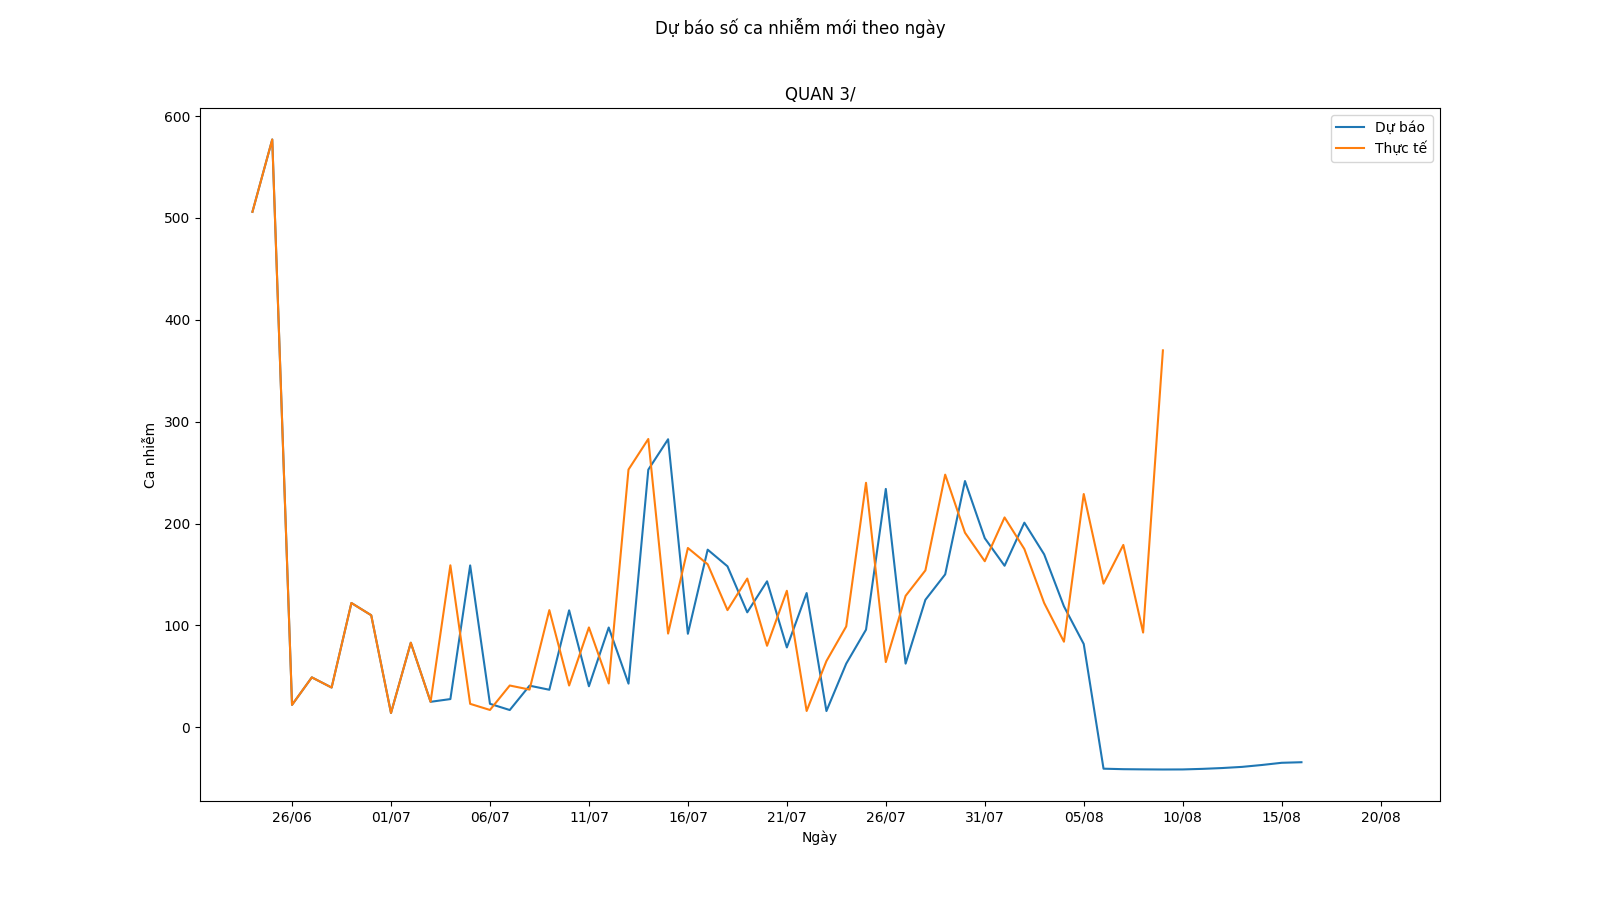 Dự báo số ca nhiễm mới theo ngày
QUAN 3/
Dự báo
Thực tế
600
500
400
300
200
100
0
Ca nhiễm
26/06 01/07 06/07 11/07 16/07 21/07 26/07 31/07 05/08 10/08 15/08 20/08
Ngày